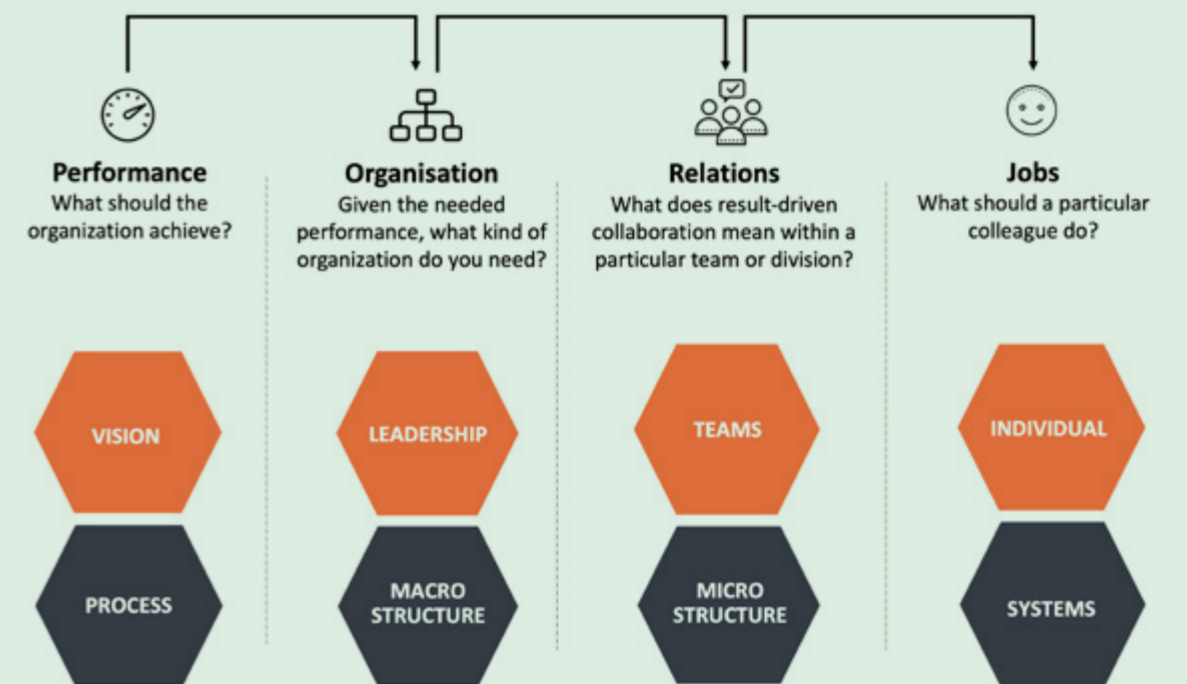 Performance
What should the
organization achieve?
Organisation
Given the needed
performance, what kind of
organization do you need?
Relations
What does result-driven
collaboration mean within a
particular team or division?
Jobs
What should a particular
colleague do?
VISION
LEADERSHIP
TEAMS
INDIVIDUAL
PROCESS
MACRO
STRUCTURE
MICRO
STRUCTURE
SYSTEMS